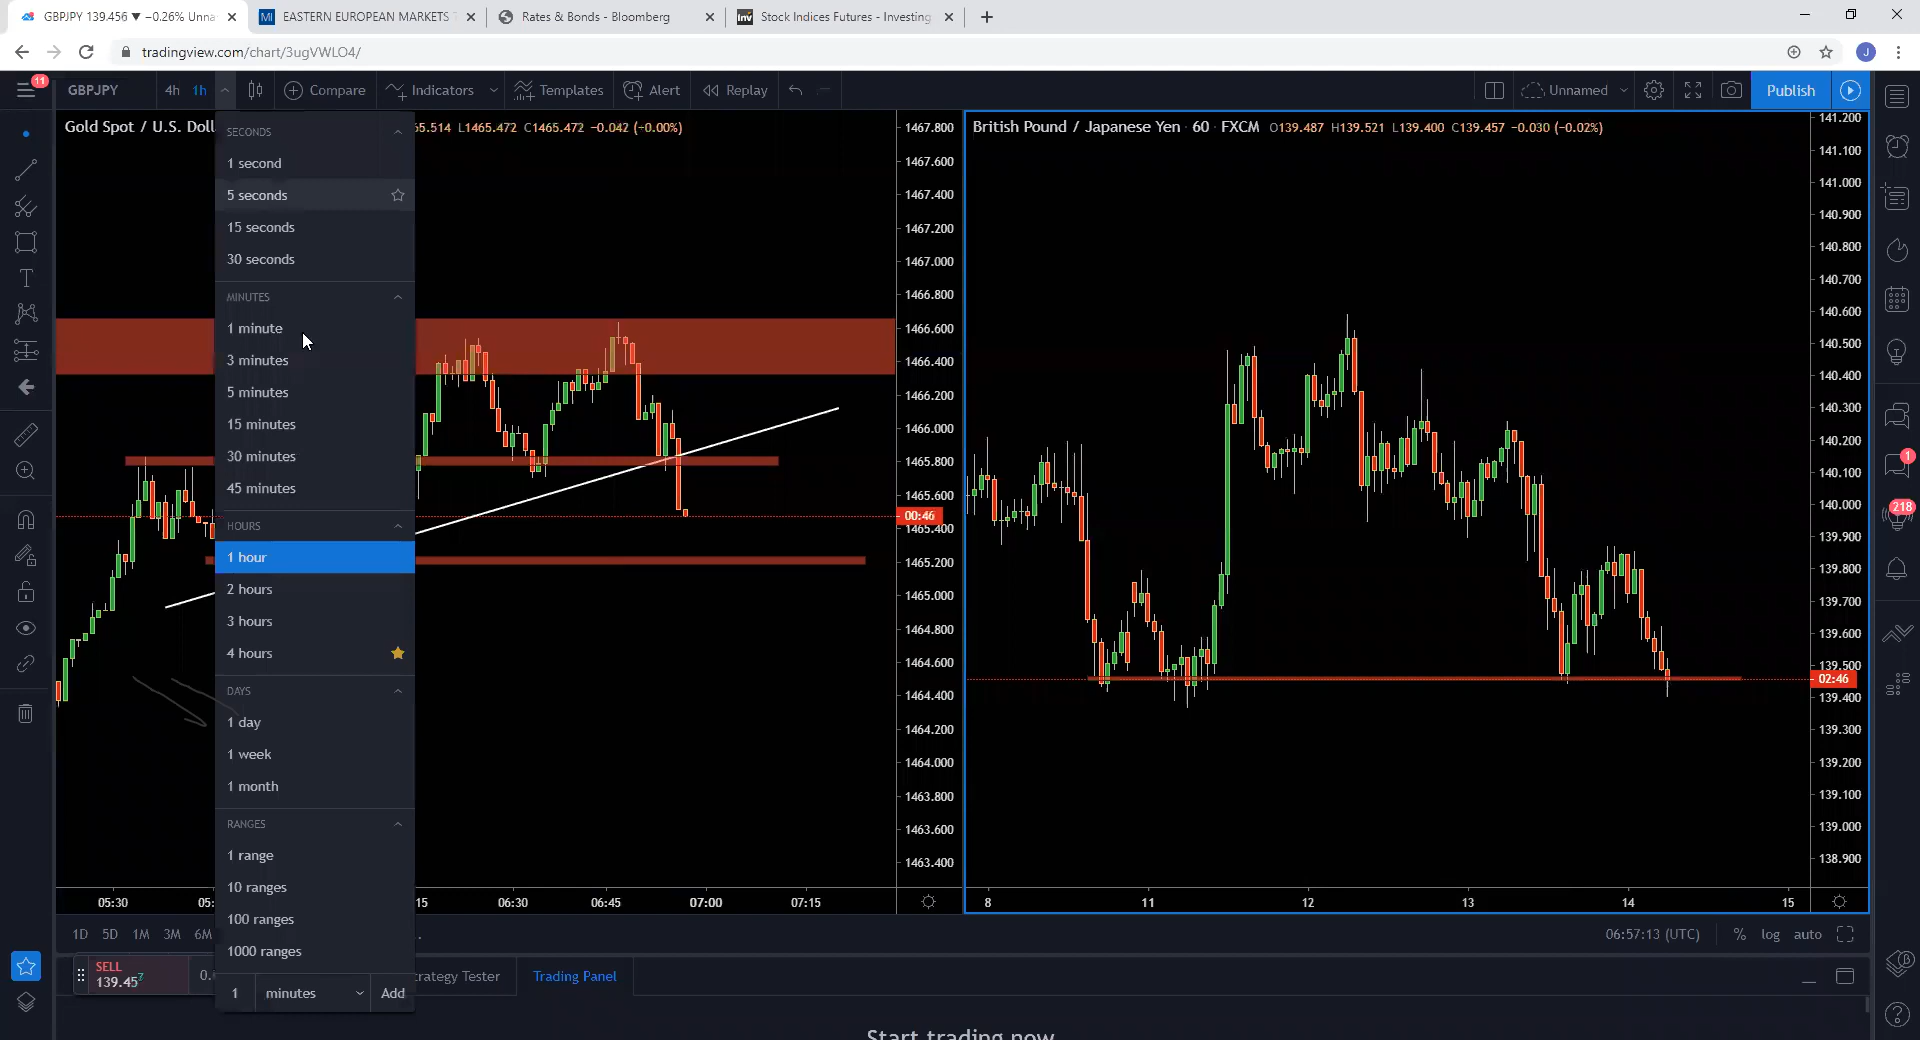 GBPJPY 139.456 ▼ −0.26% Unna
EASTERN EUROPEAN MARKETS
Rates & Bonds - Bloomberg
Stock Indices Futures - Investing
tradingview.com/chart/3ugVWLO4/
J
11
GBPJPY
4h
1h
Compare
Indicators
Templates
Alert
Replay
Unnamed
Publish
Gold Spot / U.S. Doll
65.514 L1465.472 C1465.472 −0.042 (−0.00%)
British Pound / Japanese Yen · 60 · FXCM O139.487 H139.521 L139.400 C139.457 −0.030 (−0.02%)
SECONDS
1 second
5 seconds
15 seconds
30 seconds
MINUTES
1 minute
3 minutes
5 minutes
15 minutes
30 minutes
45 minutes
HOURS
1 hour
2 hours
3 hours
4 hours
DAYS
1 day
1 week
1 month
RANGES
1 range
10 ranges
100 ranges
1000 ranges
1
minutes
Add
1467.800
1467.600
1467.400
1467.200
1467.000
1466.800
1466.600
1466.400
1466.200
1466.000
1465.800
1465.600
00:46
1465.400
1465.200
1465.000
1464.800
1464.600
1464.400
1464.200
1464.000
1463.800
1463.600
1463.400
141.200
141.100
141.000
140.900
140.800
140.700
140.600
140.500
140.400
140.300
140.200
140.100
140.000
139.900
139.800
139.700
139.600
139.500
02:46
139.400
139.300
139.200
139.100
139.000
138.900
05:30
05:
15
06:30
06:45
07:00
07:15
8
11
12
13
14
15
1
218
1D
5D
1M
3M
6M
06:57:13 (UTC)
%
log
auto
SELL
139.457
0.
trategy Tester
Trading Panel
Start trading now